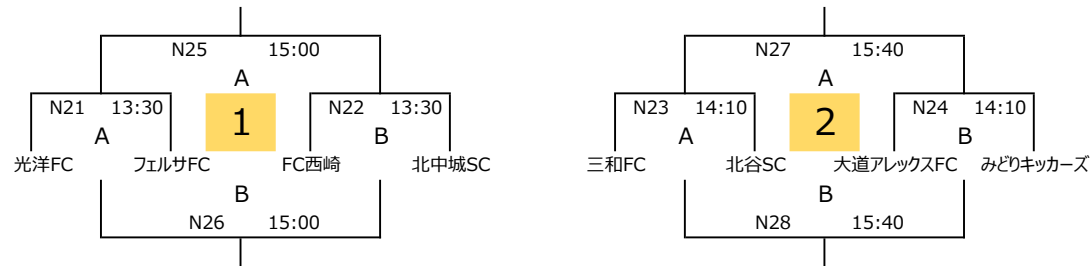 N25 15:00
A
N21 13:30
A
1
N22 13:30
B
光洋FC フェルサFC FC西崎 北中城SC
B
N26 15:00
N27 15:40
A
N23 14:10
A
2
N24 14:10
B
三和FC 北谷SC 大道アレックスFC みどりキッカーズ
B
N28 15:40